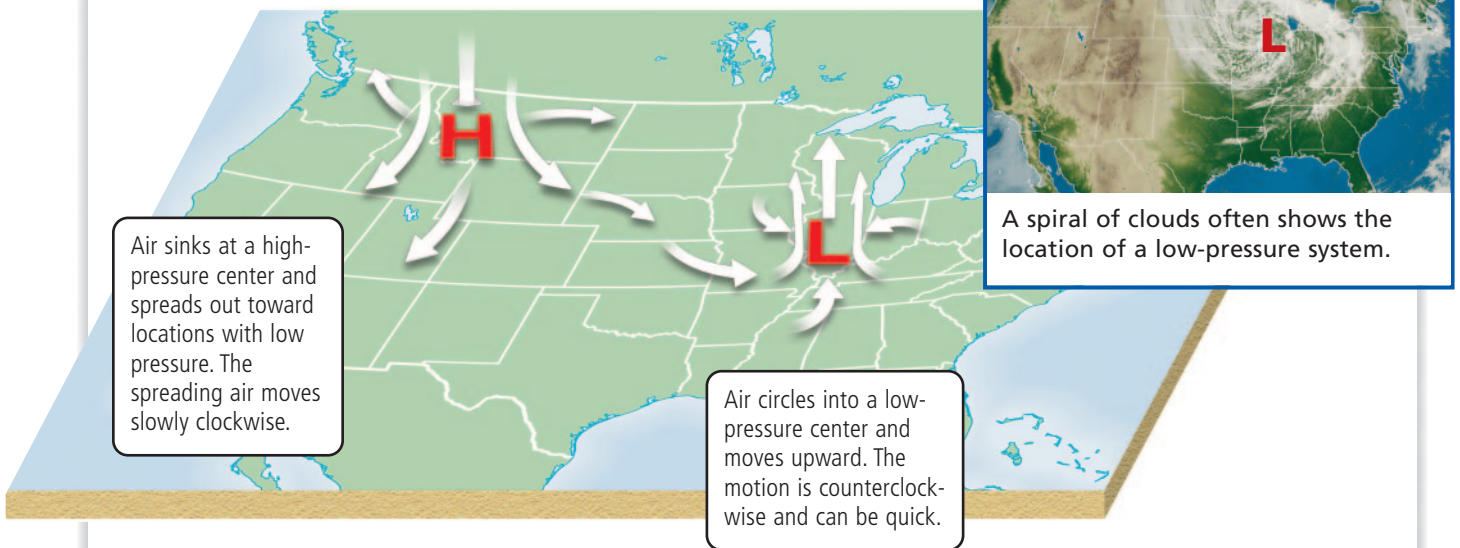 L
H
L
A spiral of clouds often shows the
location of a low-pressure system.
Air sinks at a high-
pressure center and
spreads out toward
locations with low
pressure. The
spreading air moves
slowly clockwise.
Air circles into a low-
pressure center and
moves upward. The
motion is counterclock-
wise and can be quick.